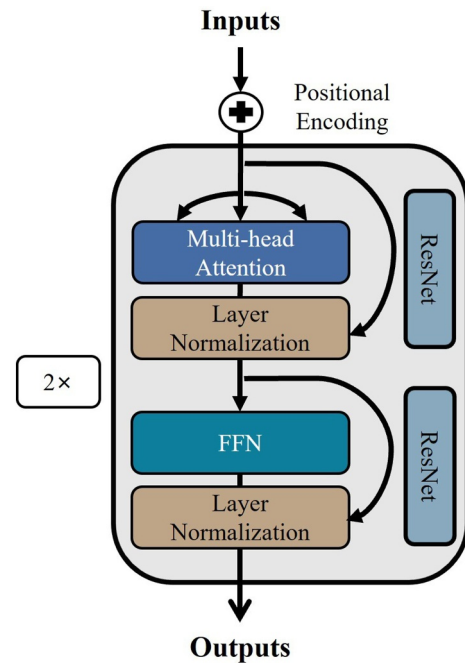 Inputs
Positional
Encoding
Multi-head
Attention
ResNet
Layer
Normalization
2×
FFN
ResNet
Layer
Normalization
Outputs